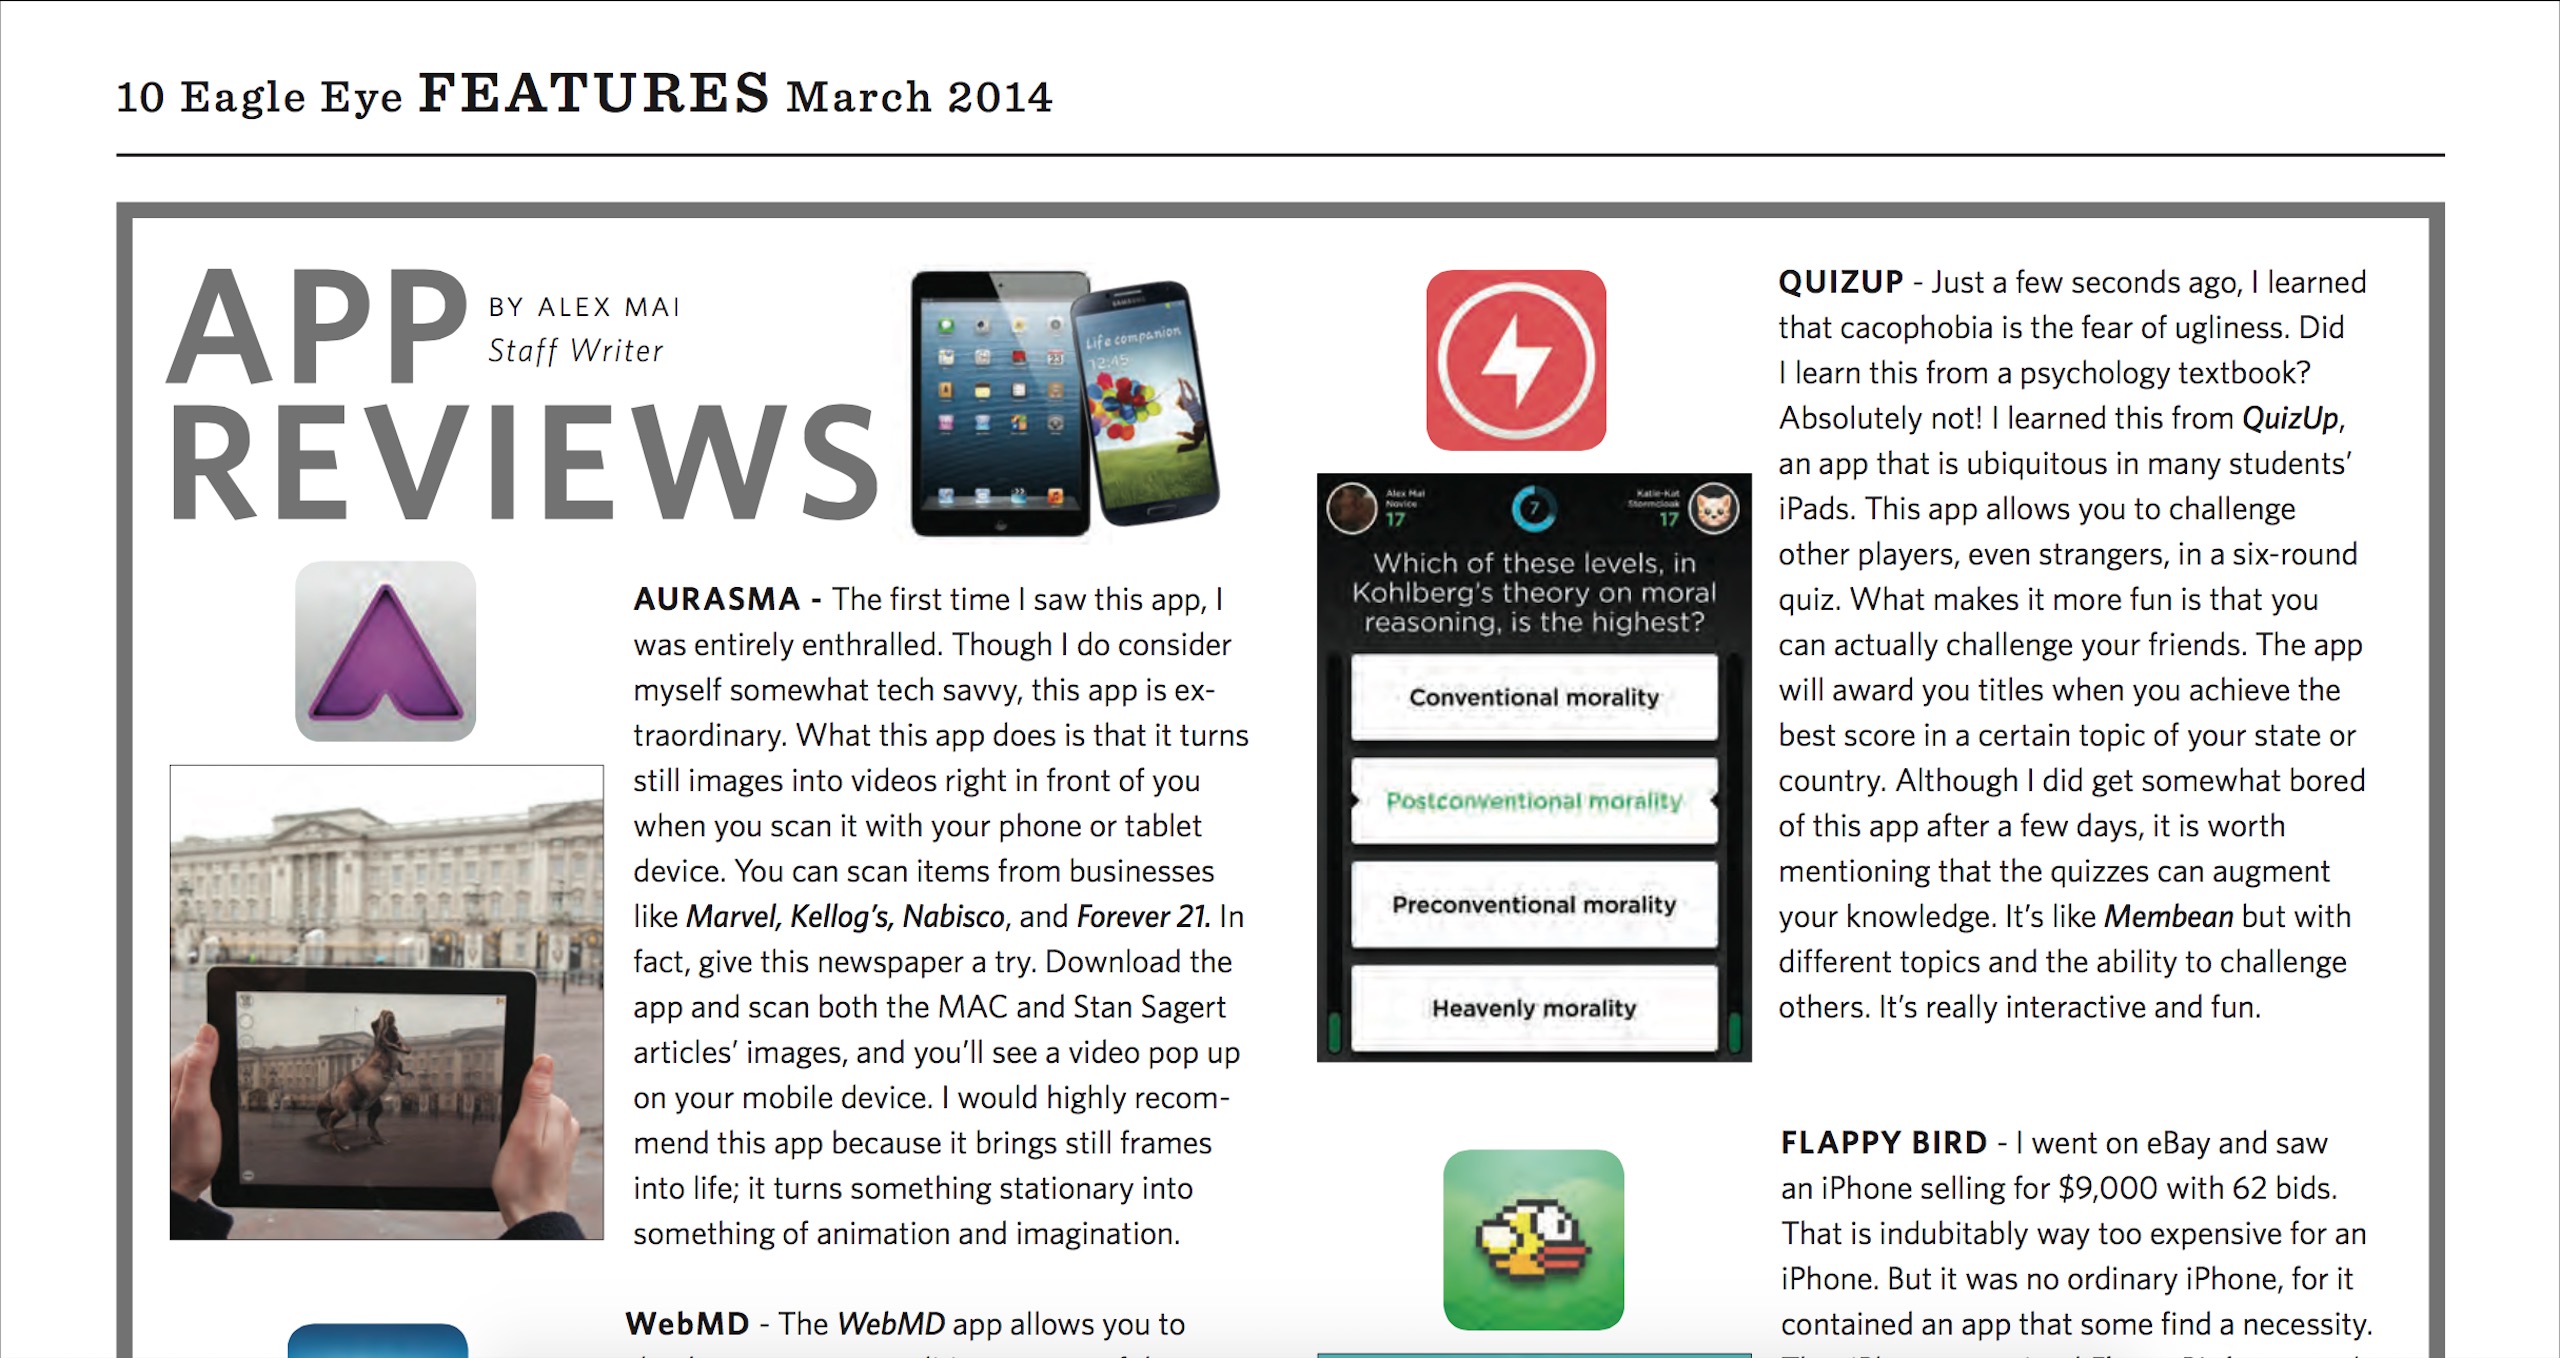 10 Eagle Eye FEATURES March 2014
APP
REVIEWS
BY ALEX MAI
Staff Writer
SAMSUNG
Life companion
12:45
AURASMA - The first time I saw this app, I
was entirely enthralled. Though I do consider
myself somewhat tech savvy, this app is ex-
traordinary. What this app does is that it turns
still images into videos right in front of you
when you scan it with your phone or tablet
device. You can scan items from businesses
like Marvel, Kellog's, Nabisco, and Forever 21. In
fact, give this newspaper a try. Download the
app and scan both the MAC and Stan Sagert
articles' images, and you'll see a video pop up
on your mobile device. I would highly recom-
mend this app because it brings still frames
into life; it turns something stationary into
something of animation and imagination.
WebMD - The WebMD app allows you to
Alex Mai
Novice
17
7
Katie-Kat
Stormcloak
17
Which of these levels, in
Kohlberg's theory on moral
reasoning, is the highest?
Conventional morality
Postconventional morality
Preconventional morality
Heavenly morality
QUIZUP - Just a few seconds ago, I learned
that cacophobia is the fear of ugliness. Did
I learn this from a psychology textbook?
Absolutely not! I learned this from QuizUp,
an app that is ubiquitous in many students'
iPads. This app allows you to challenge
other players, even strangers, in a six-round
quiz. What makes it more fun is that you
can actually challenge your friends. The app
will award you titles when you achieve the
best score in a certain topic of your state or
country. Although I did get somewhat bored
of this app after a few days, it is worth
mentioning that the quizzes can augment
your knowledge. It's like Membean but with
different topics and the ability to challenge
others. It's really interactive and fun.
FLAPPY BIRD - I went on eBay and saw
an iPhone selling for $9,000 with 62 bids.
That is indubitably way too expensive for an
iPhone. But it was no ordinary iPhone, for it
contained an app that some find a necessity.